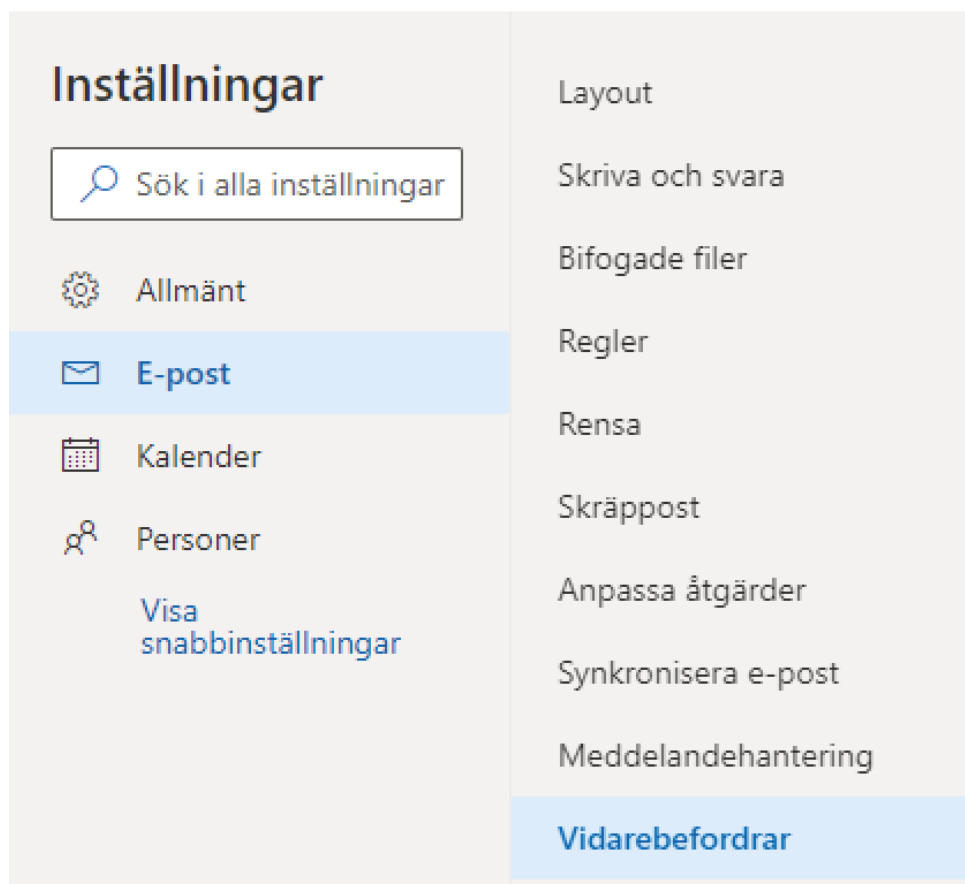 Inställningar
Sök i alla inställningar
Allmänt
E-post
Kalender
Personer
Visa
snabbinställningar
Layout
Skriva och svara
Bifogade filer
Regler
Rensa
Skräppost
Anpassa åtgärder
Synkronisera e-post
Meddelandehantering
Vidarebefordrar